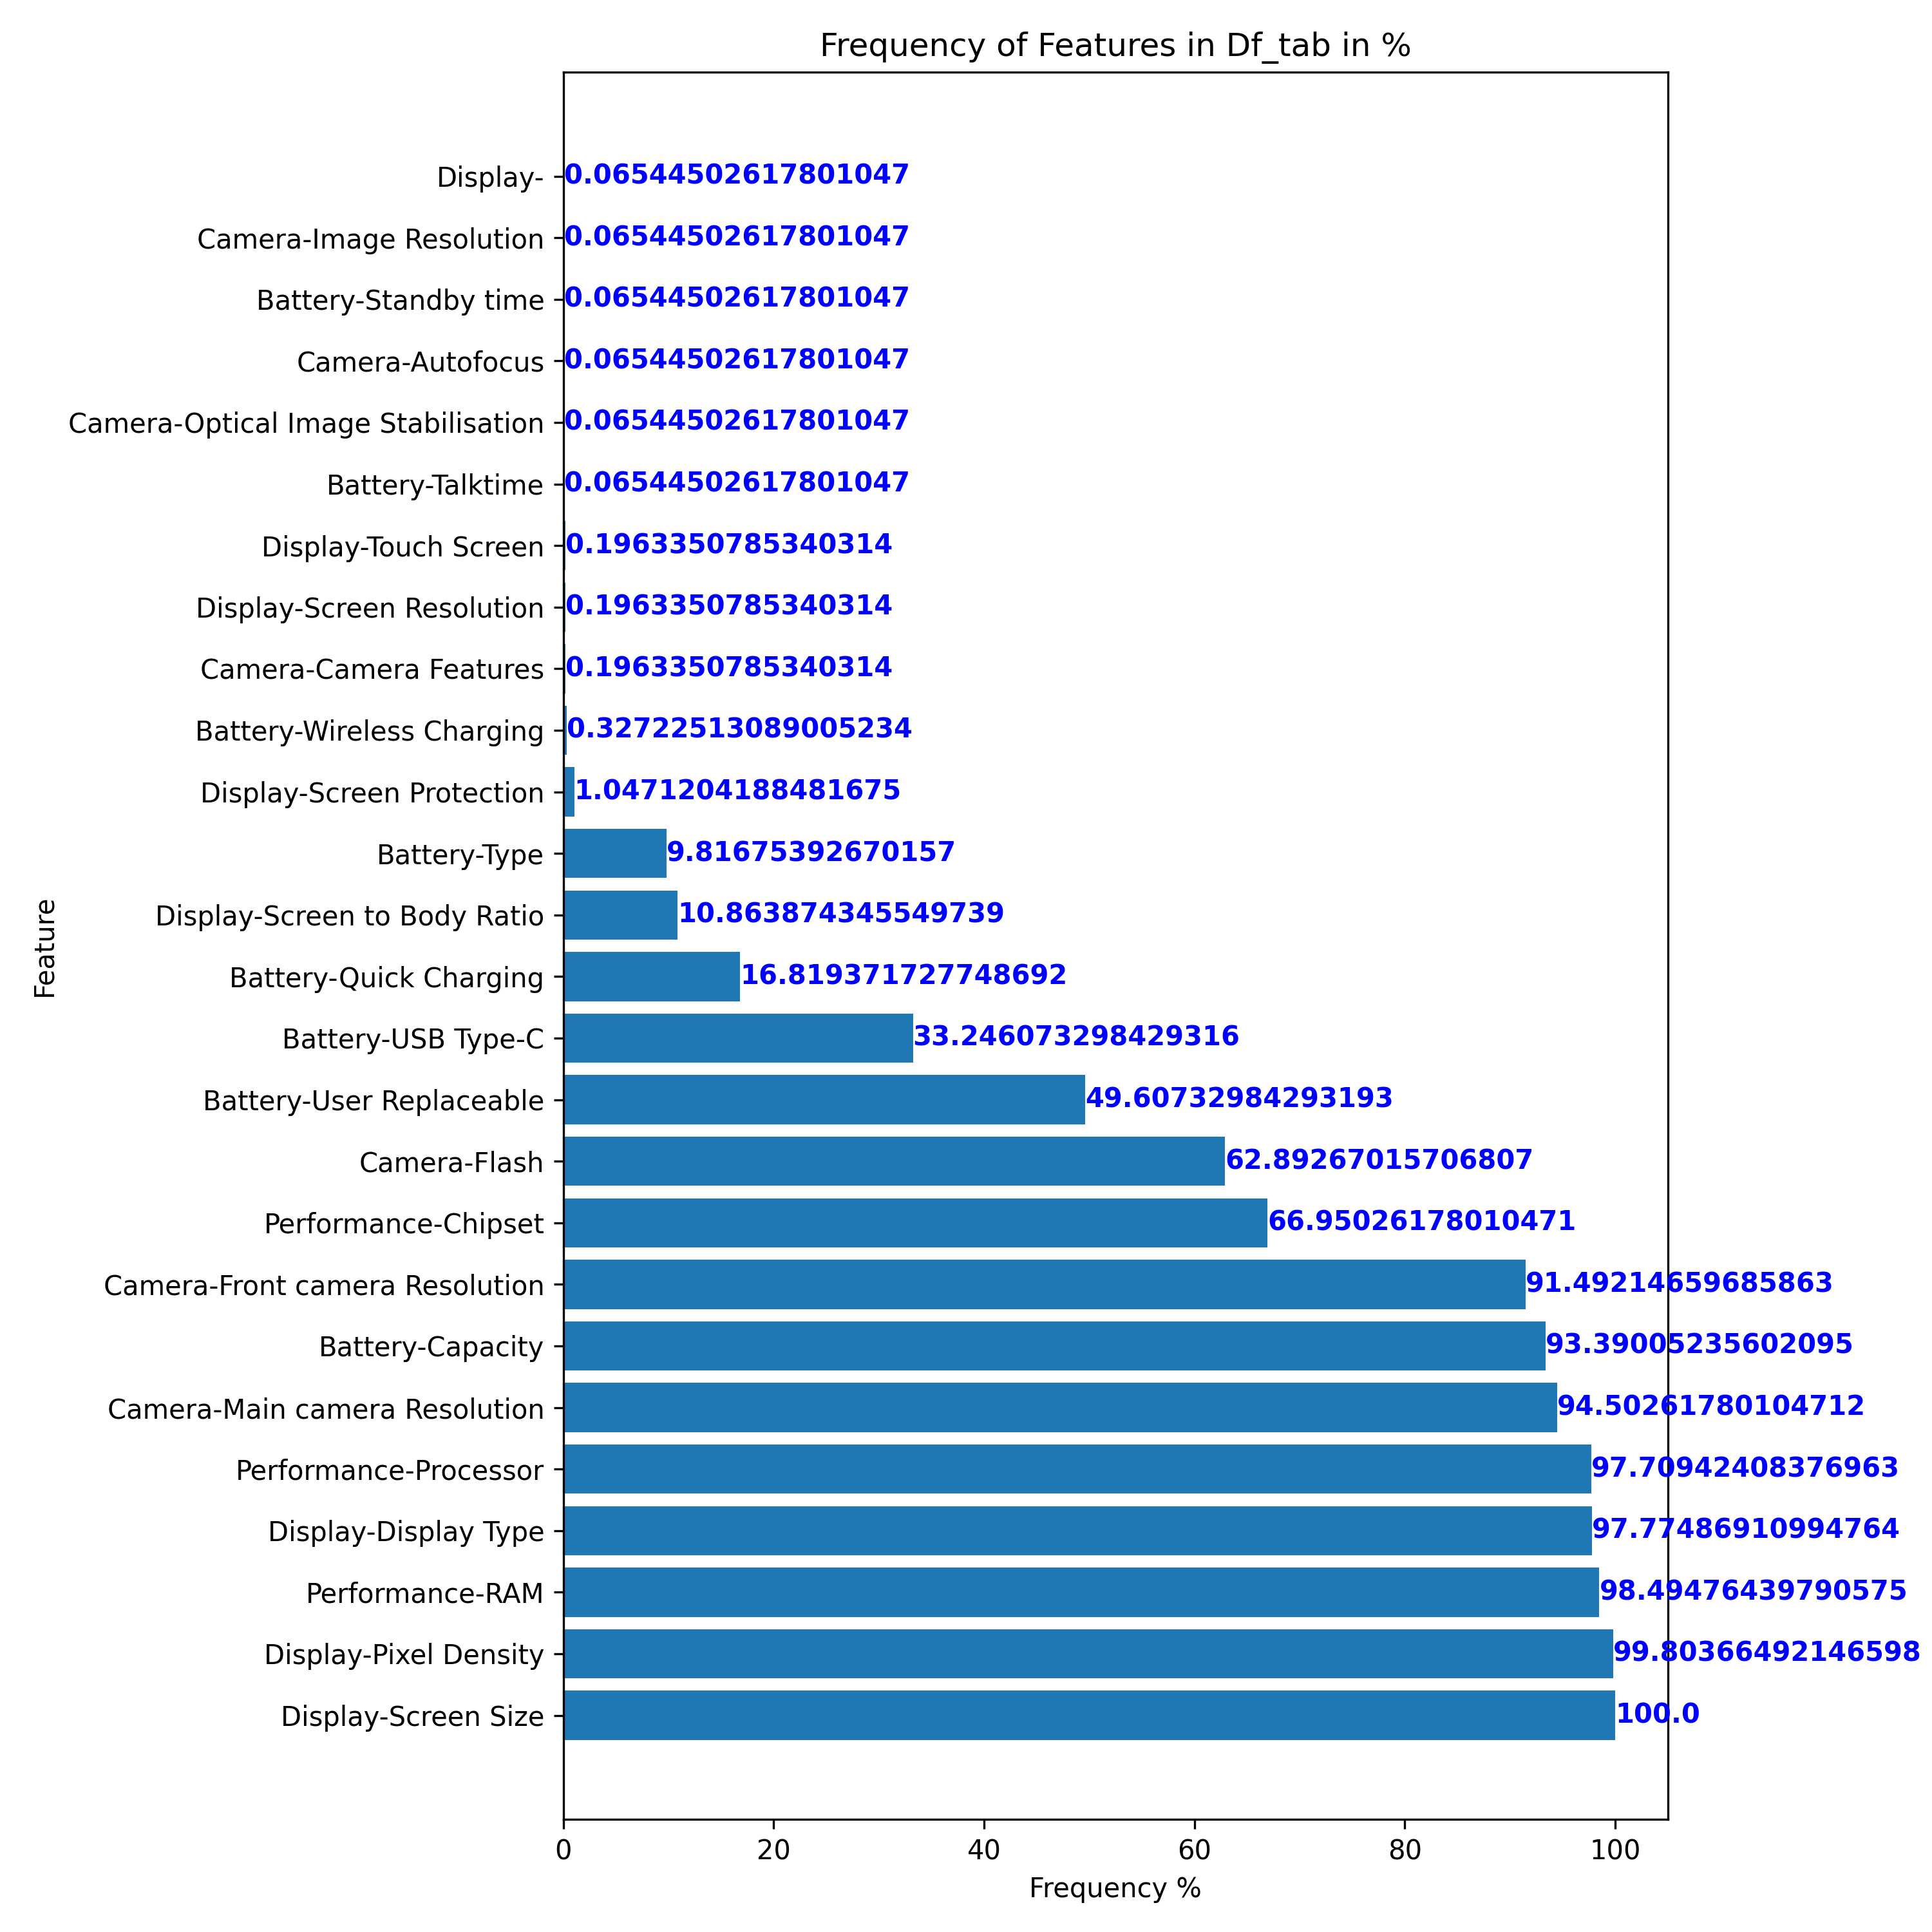 Frequency of Features in Df_tab in %
Display- 0.06544502617801047
Camera-Image Resolution 0.06544502617801047
Battery-Standby time 0.06544502617801047
Camera-Autofocus 0.06544502617801047
Camera-Optical Image Stabilisation 0.06544502617801047
Battery-Talktime 0.06544502617801047
Display-Touch Screen 0.1963350785340314
Display-Screen Resolution 0.1963350785340314
Camera-Camera Features 0.1963350785340314
Battery-Wireless Charging 0.32722513089005234
Display-Screen Protection 1.0471204188481675
Battery-Type 9.81675392670157
Display-Screen to Body Ratio 10.863874345549739
Battery-Quick Charging 16.819371727748692
Battery-USB Type-C 33.246073298429316
Battery-User Replaceable 49.60732984293193
Camera-Flash 62.89267015706807
Performance-Chipset 66.95026178010471
Camera-Front camera Resolution 91.49214659685863
Battery-Capacity 93.39005235602095
Camera-Main camera Resolution 94.50261780104712
Performance-Processor 97.70942408376963
Display-Display Type 97.77486910994764
Performance-RAM 98.49476439790575
Display-Pixel Density 99.80366492146598
Display-Screen Size 100.0
Feature
0 20 40 60 80 100
Frequency %